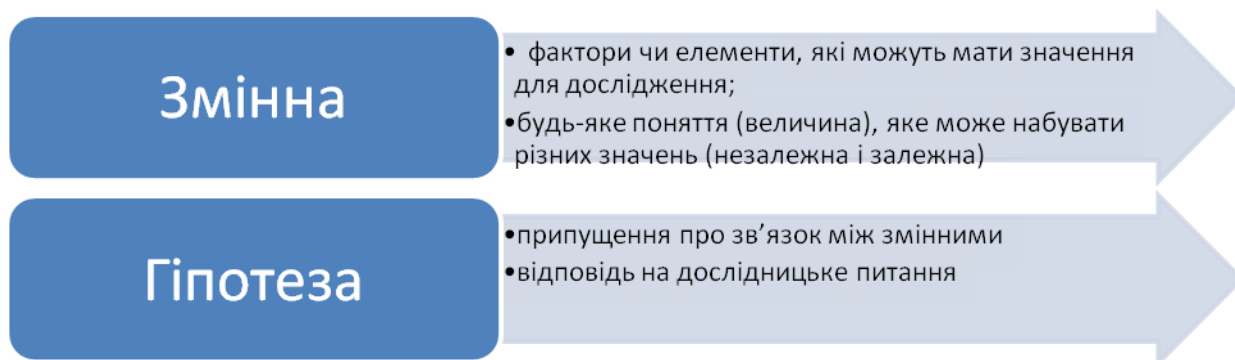 Змінна
• фактори чи елементи, які можуть мати значення
для дослідження;
•будь-яке поняття (величина), яке може набувати
різних значень (незалежна і залежна)
Гіпотеза
•припущення про зв’язок між змінними
•відповідь на дослідницьке питання